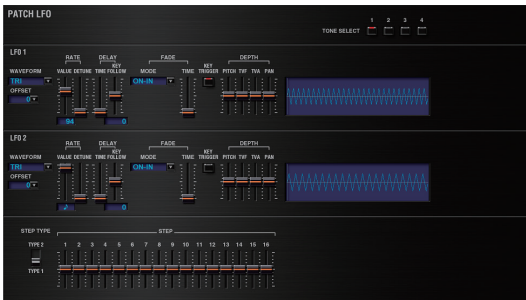 PATCH LFO
TONE SELECT 1 2 3 4
LFO 1
RATE DELAY FADE DEPTH
WAVEFORM VALUE DETUNE TIME KEY FOLLOW MODE TIME KEY TRIGGER PITCH TVF TVA PAN
TRI ON-IN
OFFSET
0
94 0
LFO 2
RATE DELAY FADE DEPTH
WAVEFORM VALUE DETUNE TIME KEY FOLLOW MODE TIME KEY TRIGGER PITCH TVF TVA PAN
TRI ON-IN
OFFSET
0
♪ 0
STEP TYPE STEP
TYPE 2 1 2 3 4 5 6 7 8 9 10 11 12 13 14 15 16
TYPE 1